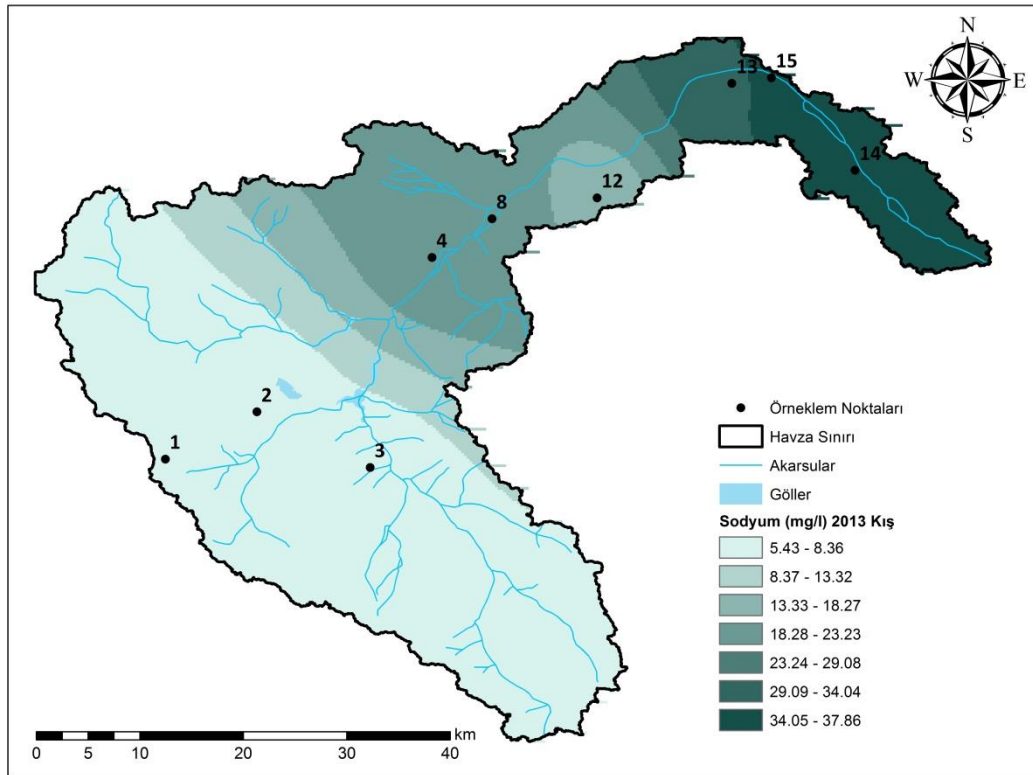 N
W E
S
13
15
14
12
8
4
2
1
3
Örneklem Noktaları
Havza Sınırı
Akarsular
Göller
Sodyum (mg/l) 2013 Kış
5.43 - 8.36
8.37 - 13.32
13.33 - 18.27
18.28 - 23.23
23.24 - 29.08
29.09 - 34.04
34.05 - 37.86
km
0 5 10 20 30 40